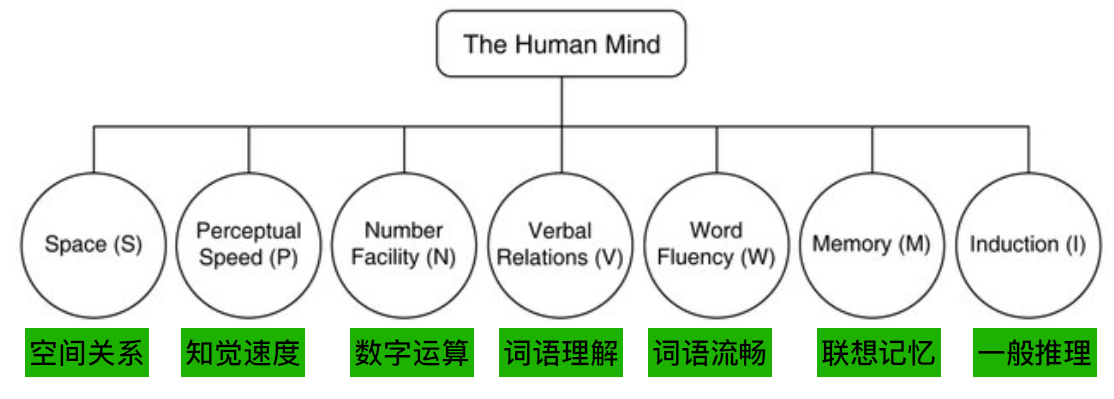 The Human Mind
Space (S)
Perceptual
Speed (P)
Number
Facility (N)
Verbal
Relations (V)
Word
Fluency (W)
Memory (M)
Induction (I)
空间关系
知觉速度
数字运算
词语理解
词语流畅
联想记忆
一般推理